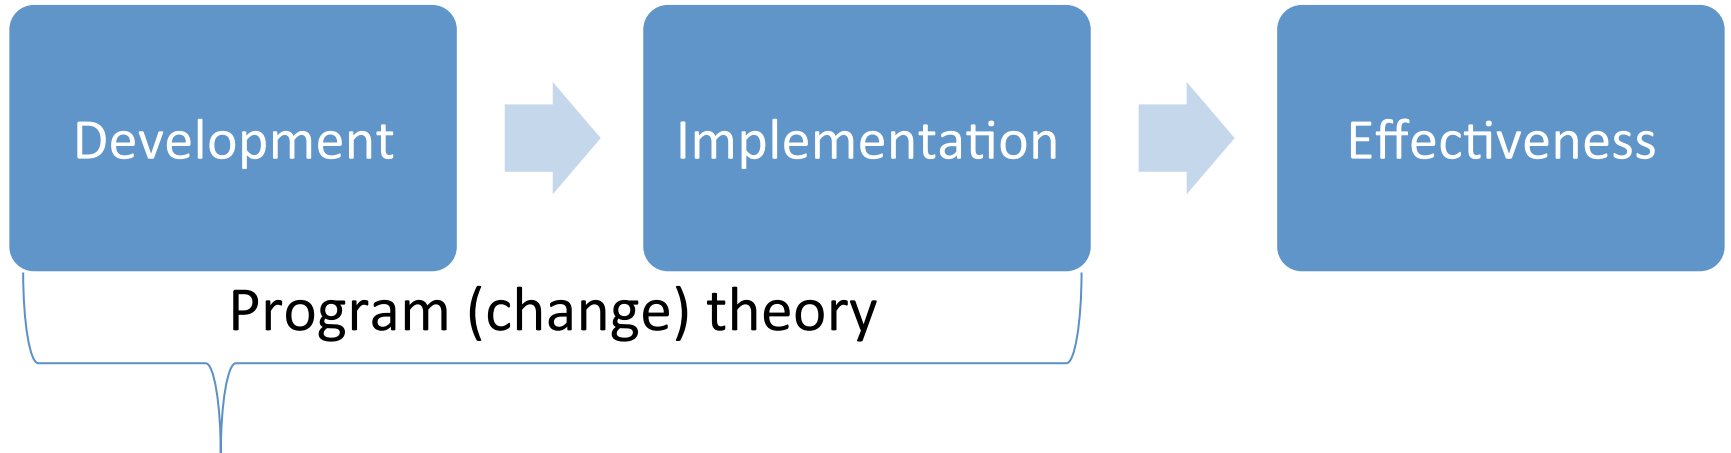 Development
Implementation
Effectiveness
Program (change) theory